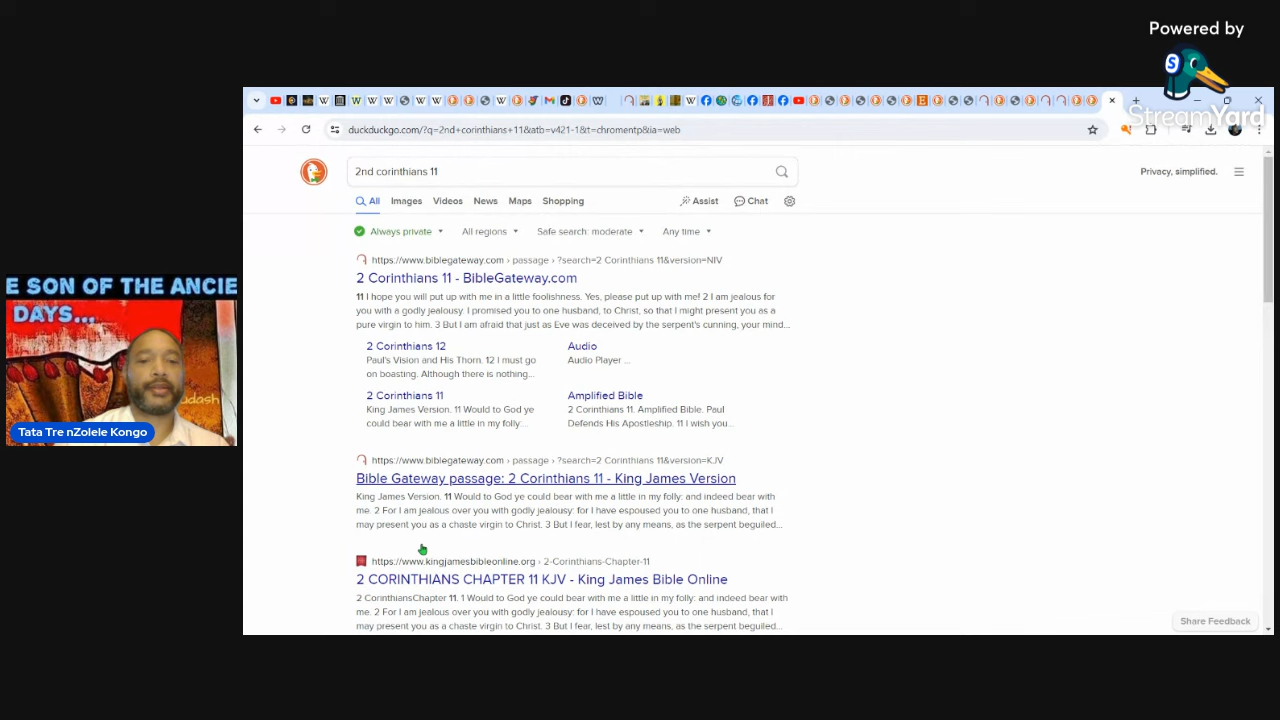 Powered by
S
StreamYard
duckduckgo.com/?q=2nd+corinthians+11&atb=v421-1&t=chromentp&ia=web
2nd corinthians 11
Privacy, simplified.
All Images Videos News Maps Shopping Assist Chat
Always private All regions Safe search: moderate Any time
https://www.biblegateway.com › passage › ?search=2 Corinthians 11&version=NIV
2 Corinthians 11 - BibleGateway.com
11 I hope you will put up with me in a little foolishness. Yes, please put up with me! 2 I am jealous for
you with a godly jealousy. I promised you to one husband, to Christ, so that I might present you as a
pure virgin to him. 3 But I am afraid that just as Eve was deceived by the serpent's cunning, your mind...
2 Corinthians 12
Paul's Vision and His Thorn. 12 I must go
on boasting. Although there is nothing...
Audio
Audio Player ...
2 Corinthians 11
King James Version. 11 Would to God ye
could bear with me a little in my folly:...
Amplified Bible
2 Corinthians 11. Amplified Bible. Paul
Defends His Apostleship. 11 I wish you...
https://www.biblegateway.com › passage › ?search=2 Corinthians 11&version=KJV
Bible Gateway passage: 2 Corinthians 11 - King James Version
King James Version. 11 Would to God ye could bear with me a little in my folly: and indeed bear with
me. 2 For I am jealous over you with godly jealousy: for I have espoused you to one husband, that I
may present you as a chaste virgin to Christ. 3 But I fear, lest by any means, as the serpent beguiled...
https://www.kingjamesbibleonline.org › 2-Corinthians-Chapter-11
2 CORINTHIANS CHAPTER 11 KJV - King James Bible Online
2 CorinthiansChapter 11. 1 Would to God ye could bear with me a little in my folly: and indeed bear with
me. 2 For I am jealous over you with godly jealousy: for I have espoused you to one husband, that I
may present you as a chaste virgin to Christ. 3 But I fear, lest by any means, as the serpent beguiled...
Share Feedback
E SON OF THE ANCIE
DAYS...
udash
Tata Tre nZolele Kongo